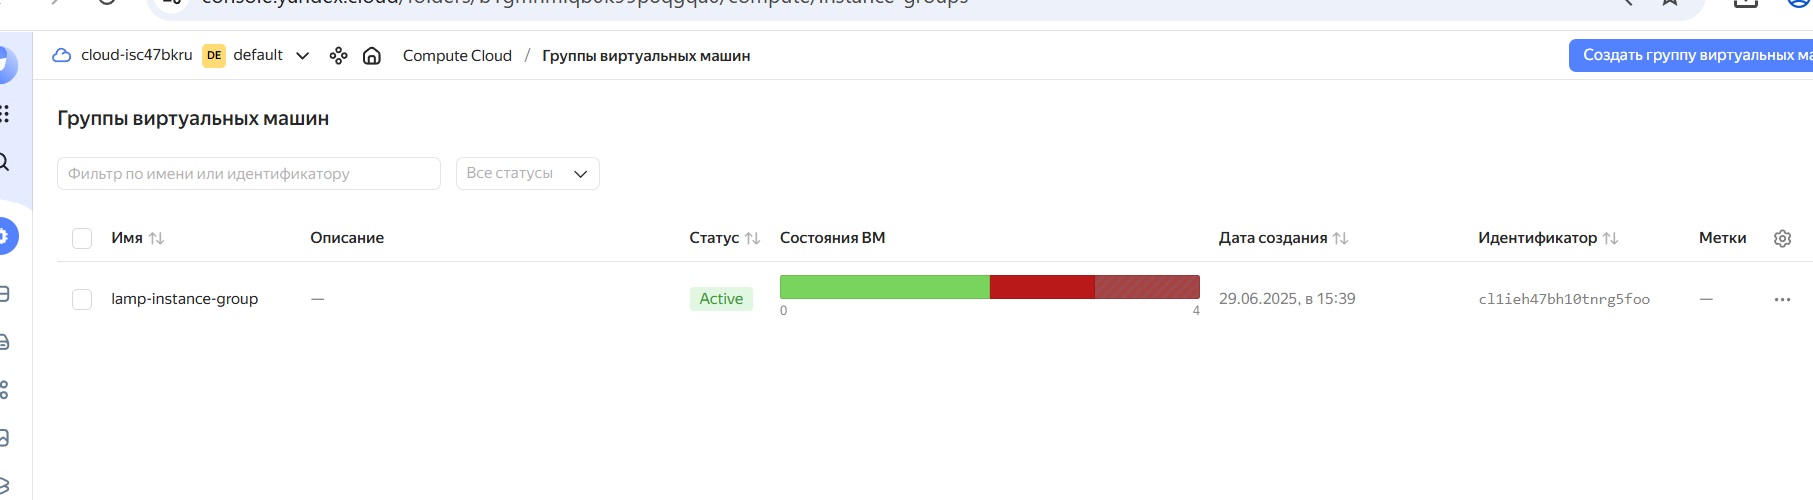 cloud-isc47bkru DE default Compute Cloud / Группы виртуальных машин
Создать группу виртуальных
Группы виртуальных машин
Фильтр по имени или идентификатору Все статусы
Имя Описание Статус Состояния ВМ Дата создания Идентификатор Метки
lamp-instance-group — Active 29.06.2025, в 15:39 cl1ieh47bh10tnrg5foo —
0 4